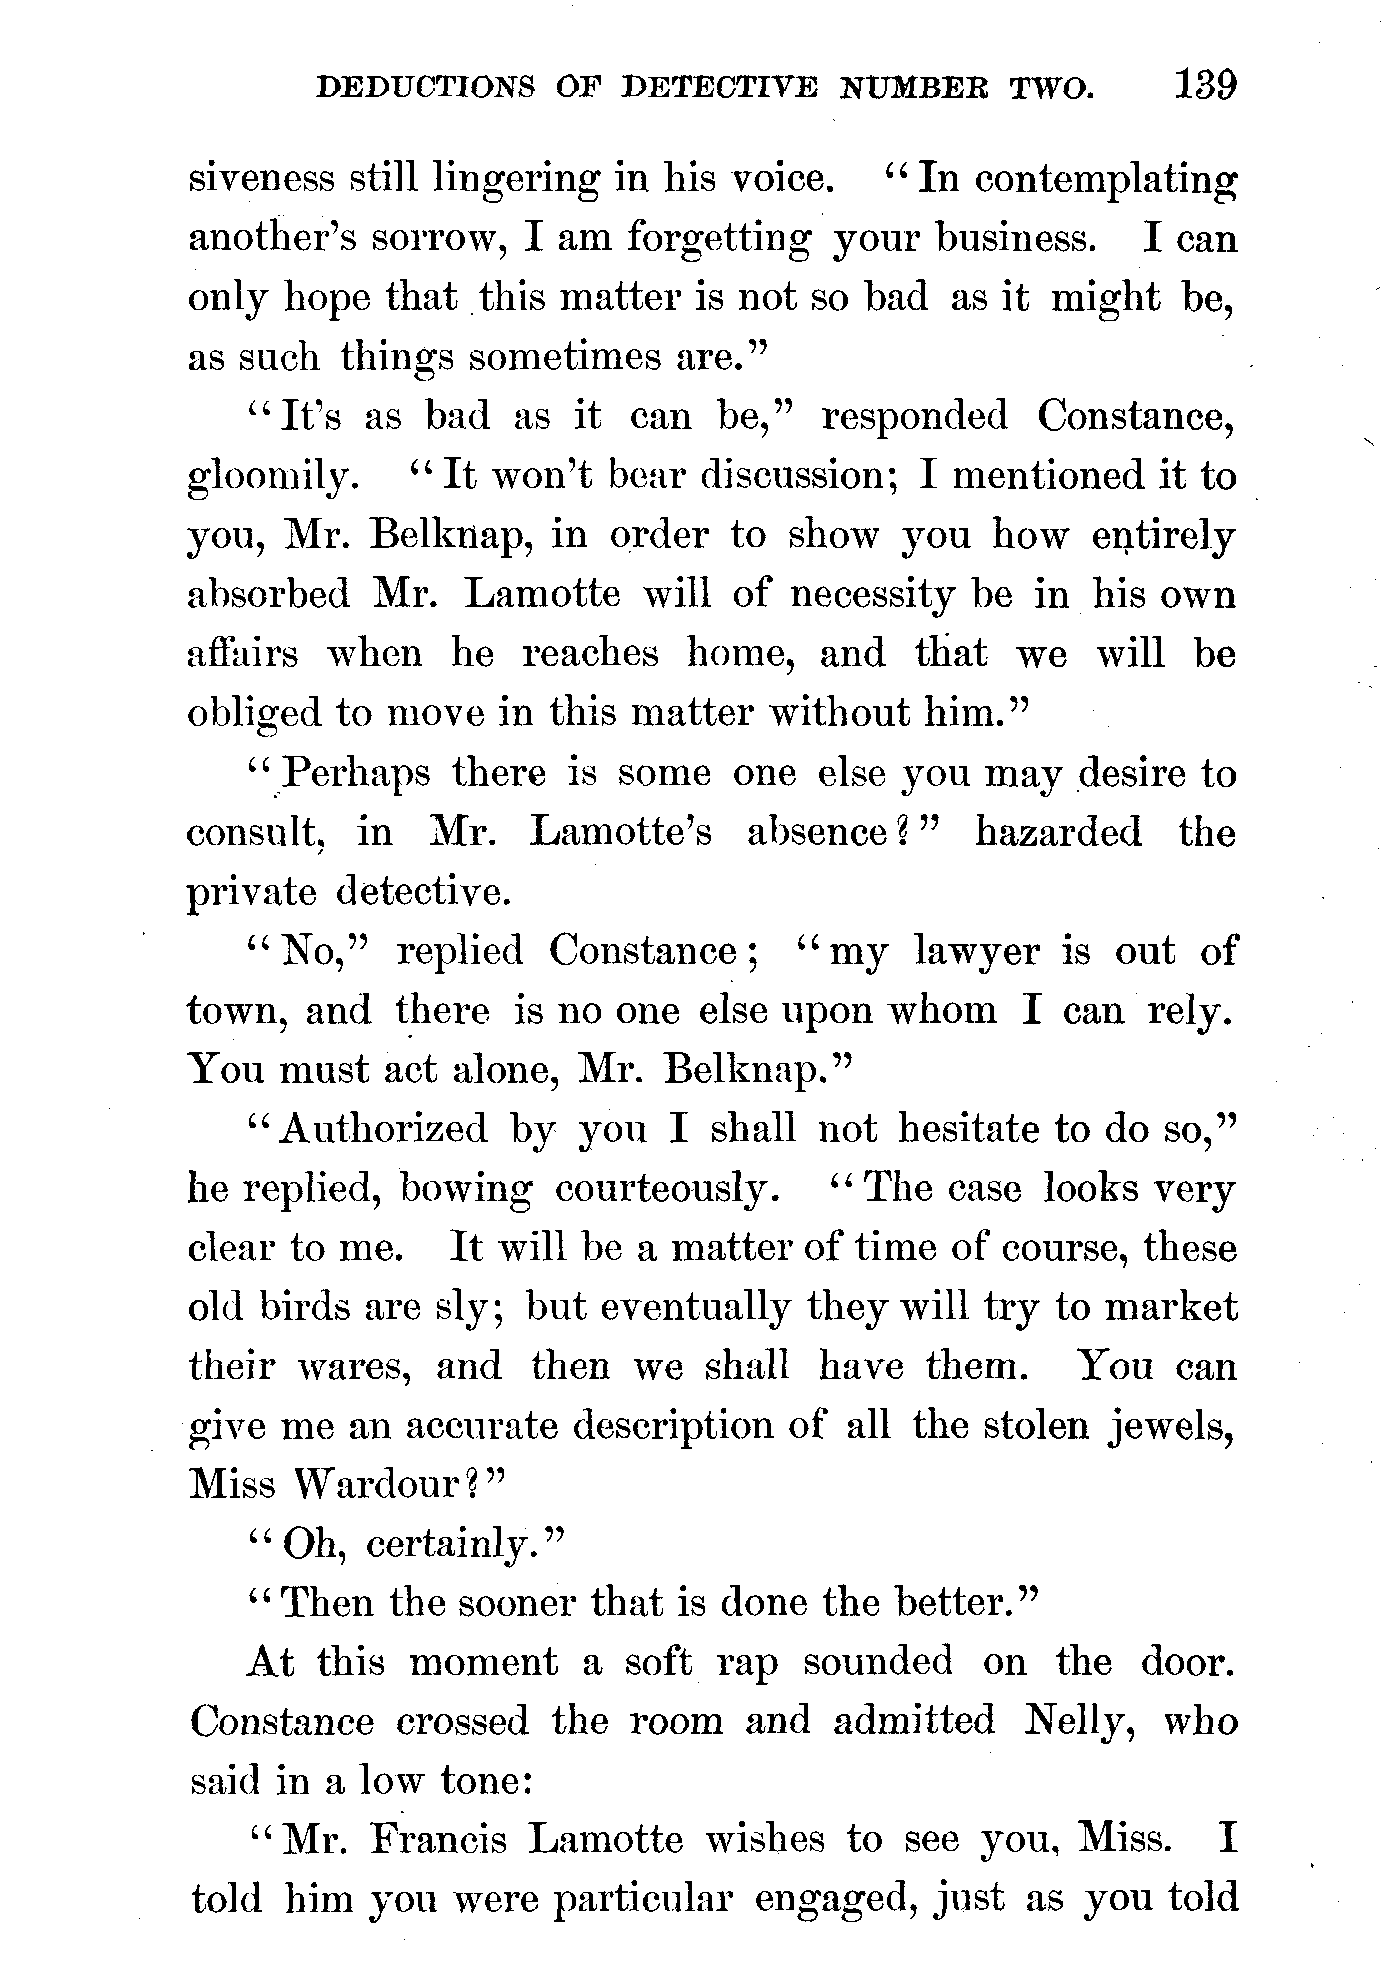 DEDUCTIONS OF DETECTIVE NUMBER TWO. 139
siveness still lingering in his voice. "In contemplating
another's sorrow, I am forgetting your business. I can
only hope that this matter is not so bad as it might be,
as such things sometimes are."
"It's as bad as it can be," responded Constance,
gloomily. "It won't bear discussion; I mentioned it to
you, Mr. Belknap, in order to show you how entirely
absorbed Mr. Lamotte will of necessity be in his own
affairs when he reaches home, and that we will be
obliged to move in this matter without him."
"Perhaps there is some one else you may desire to
consult, in Mr. Lamotte's absence?" hazarded the
private detective.
"No," replied Constance; "my lawyer is out of
town, and there is no one else upon whom I can rely.
You must act alone, Mr. Belknap."
"Authorized by you I shall not hesitate to do so,"
he replied, bowing courteously. "The case looks very
clear to me. It will be a matter of time of course, these
old birds are sly; but eventually they will try to market
their wares, and then we shall have them. You can
give me an accurate description of all the stolen jewels,
Miss Wardour?"
"Oh, certainly."
"Then the sooner that is done the better."
At this moment a soft rap sounded on the door.
Constance crossed the room and admitted Nelly, who
said in a low tone:
"Mr. Francis Lamotte wishes to see you, Miss. I
told him you were particular engaged, just as you told